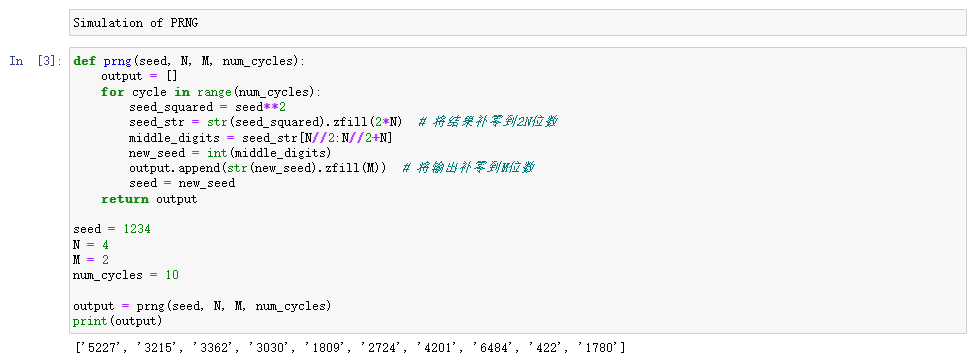 Simulation of PRNG
In [3]:
def prng(seed, N, M, num_cycles):
    output = []
    for cycle in range(num_cycles):
        seed_squared = seed**2
        seed_str = str(seed_squared).zfill(2*N)  # 将结果补零到2N位数
        middle_digits = seed_str[N//2:N//2+N]
        new_seed = int(middle_digits)
        output.append(str(new_seed).zfill(M))  # 将输出补零到M位数
        seed = new_seed
    return output

seed = 1234
N = 4
M = 2
num_cycles = 10

output = prng(seed, N, M, num_cycles)
print(output)
['5227', '3215', '3362', '3030', '1809', '2724', '4201', '6484', '422', '1780']